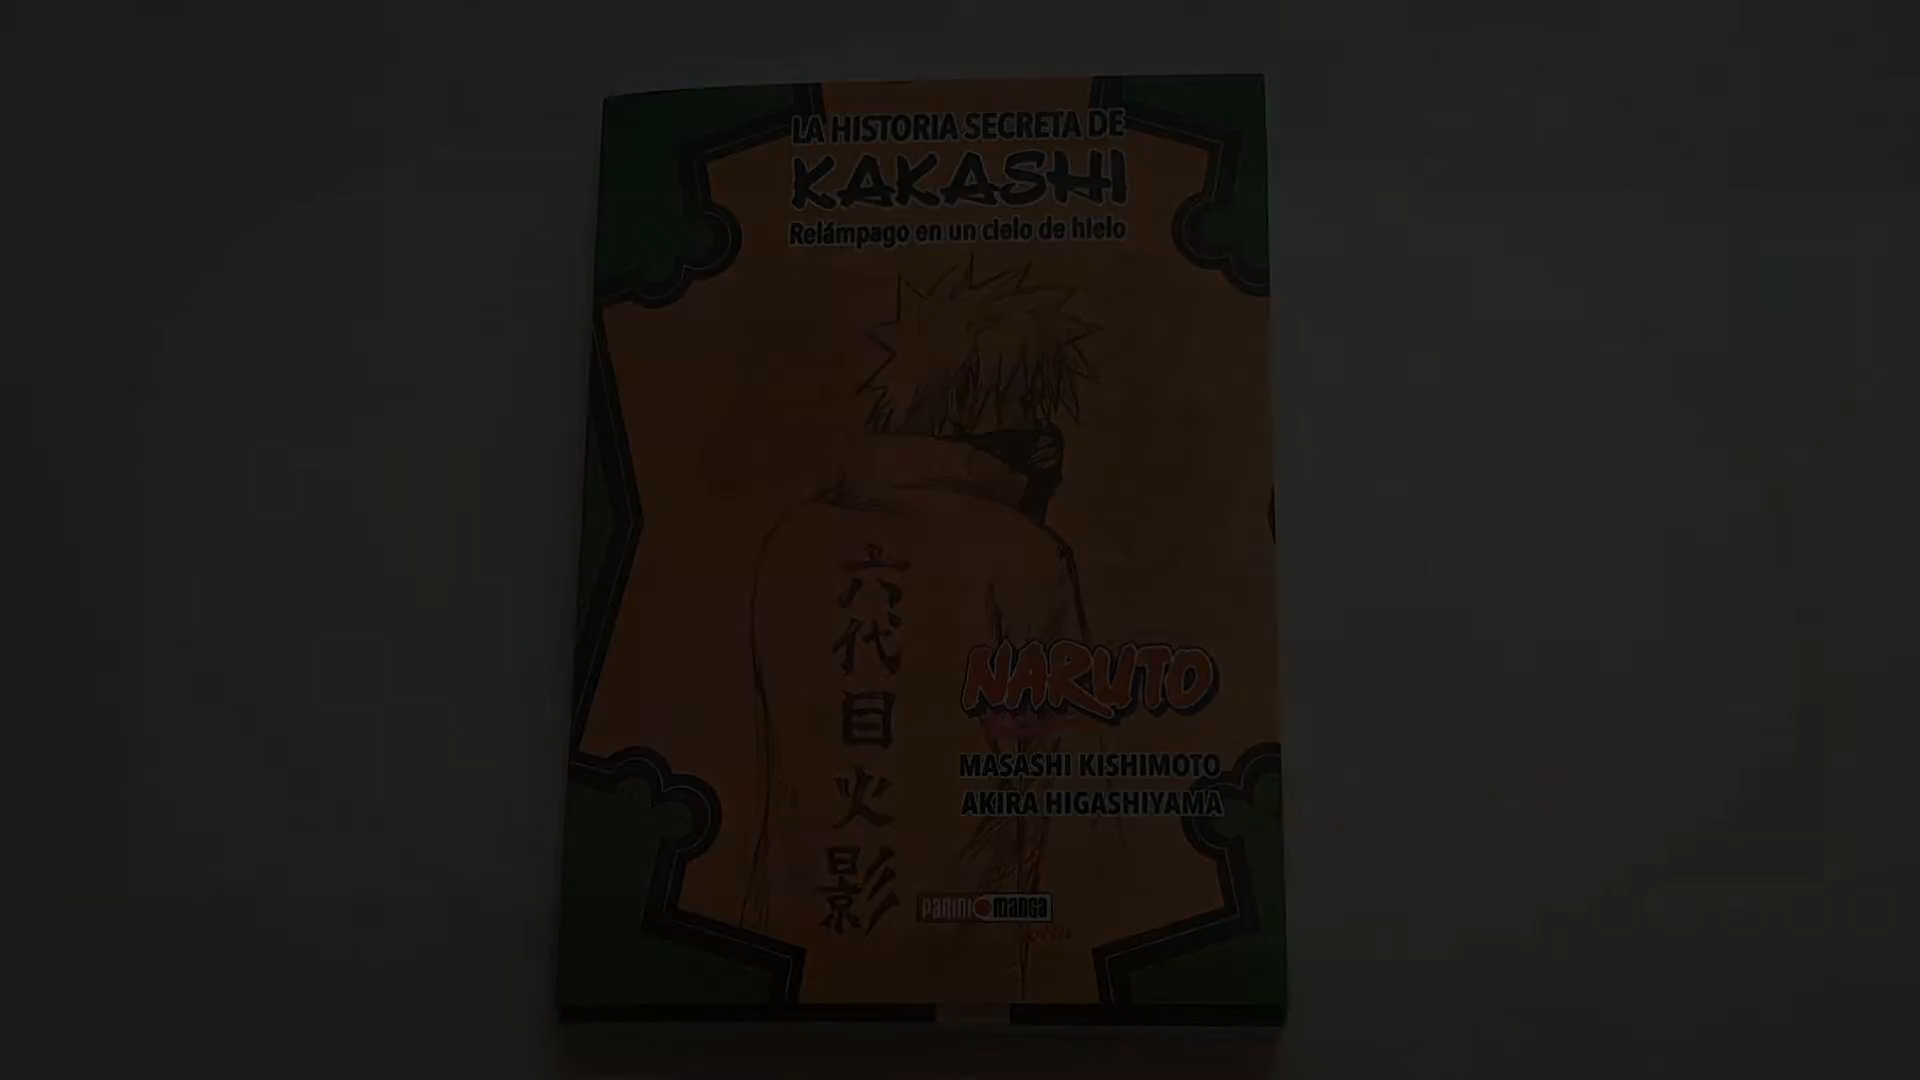 LA HISTORIA SECRETA DE
KAKASHI
Relámpago en un cielo de hielo
六代目火影
NARUTO
MASASHI KISHIMOTO
AKIRA HIGASHIYAMA
PANINI MANGA